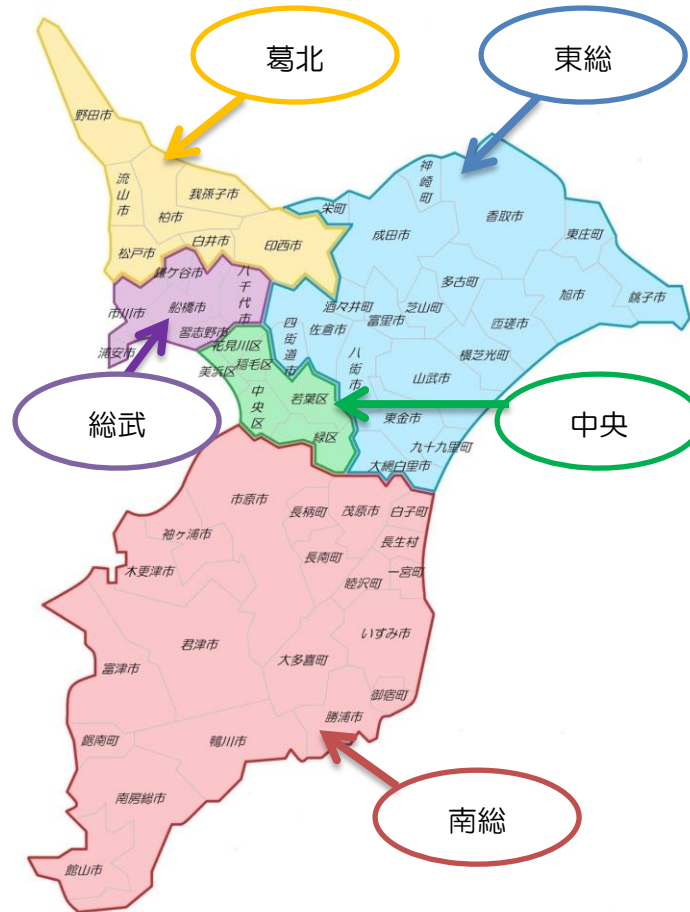 葛北
東総
野田市
流山市
我孫子市
柏市
松戸市
白井市
印西市
神崎町
栄町
成田市
香取市
東庄町
多古町
旭市
銚子市
鎌ケ谷市
八千代市
市川市
船橋市
習志野市
浦安市
酒々井町
芝山町
富里市
匝瑳市
四街道市
佐倉市
八街市
横芝光町
山武市
花見川区
美浜区
稲毛区
中央区
若葉区
緑区
東金市
九十九里町
大網白里市
総武
中央
市原市
長柄町
茂原市
白子町
袖ヶ浦市
長南町
長生村
木更津市
睦沢町
一宮町
君津市
いすみ市
大多喜町
富津市
御宿町
勝浦市
鋸南町
鴨川市
南房総市
南総
館山市